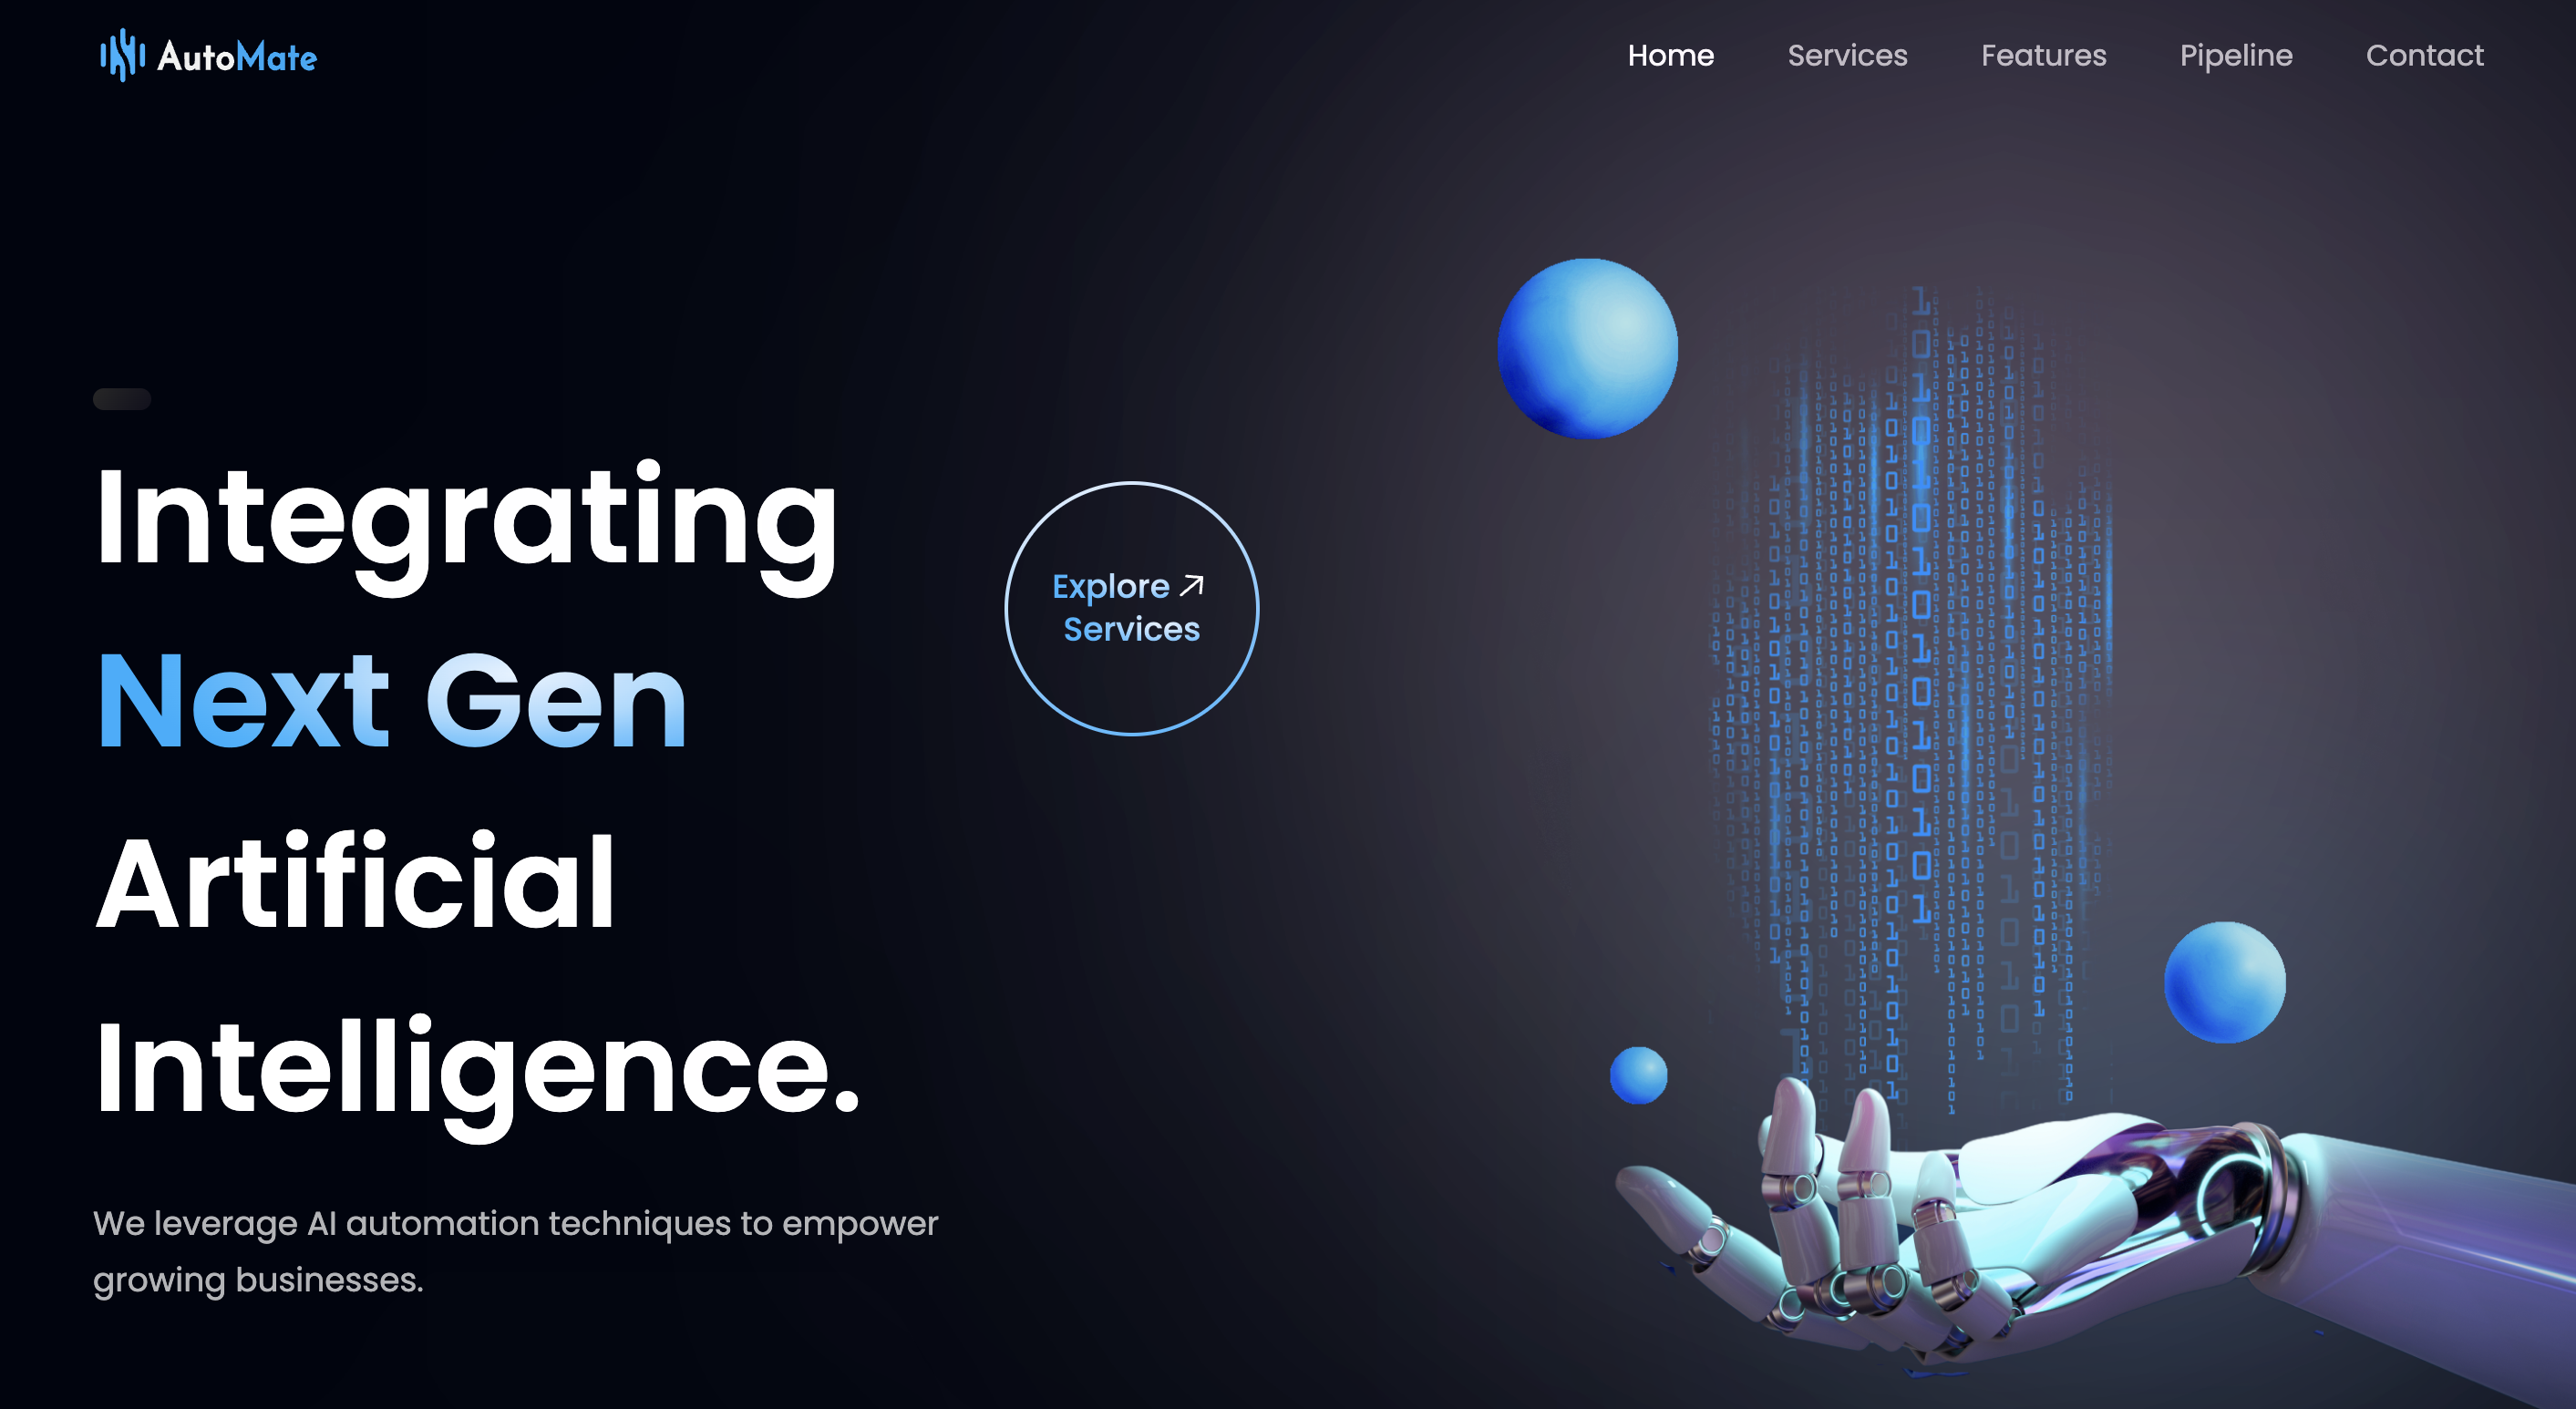 AutoMate
Home Services Features Pipeline Contact
Integrating
Next Gen
Artificial
Intelligence.
Explore
Services
We leverage AI automation techniques to empower
growing businesses.